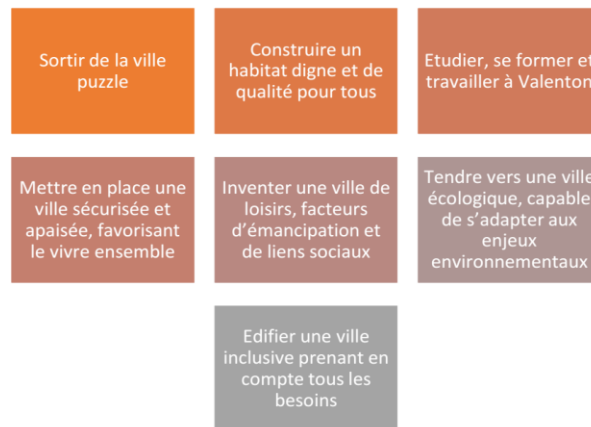 Sortir de la ville
puzzle
Construire un
habitat digne et de
qualité pour tous
Etudier, se former et
travailler à Valenton
Mettre en place une
ville sécurisée et
apaisée, favorisant
le vivre ensemble
Inventer une ville de
loisirs, facteurs
d’émancipation et
de liens sociaux
Tendre vers une ville
écologique, capable
de s’adapter aux
enjeux
environnementaux
Edifier une ville
inclusive prenant en
compte tous les
besoins